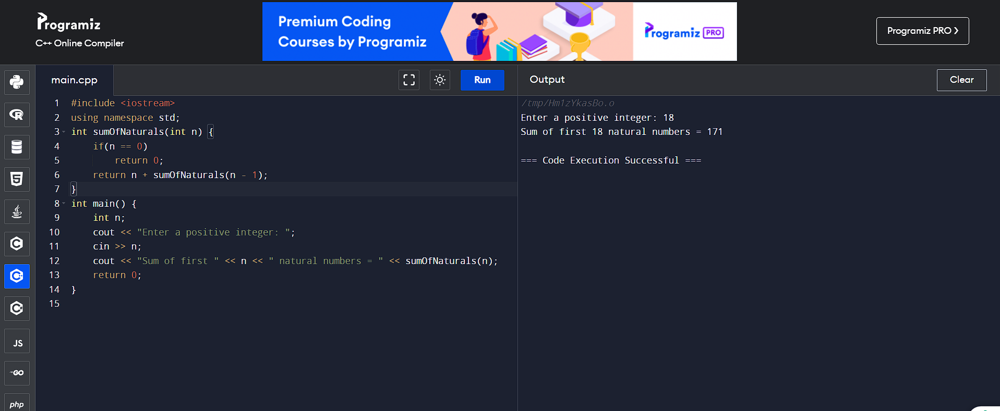 Programiz
C++ Online Compiler
Premium Coding
Courses by Programiz
Programiz PRO
Programiz PRO ❯
main.cpp
Run
Output
Clear
1 #include <iostream>
2 using namespace std;
3 int sumOfNaturals(int n) {
4     if(n == 0)
5         return 0;
6     return n + sumOfNaturals(n - 1);
7 }
8 int main() {
9     int n;
10     cout << "Enter a positive integer: ";
11     cin >> n;
12     cout << "Sum of first " << n << " natural numbers = " << sumOfNaturals(n);
13     return 0;
14 }
15
/tmp/Hm1zYkasBo.o
Enter a positive integer: 18
Sum of first 18 natural numbers = 171
=== Code Execution Successful ===
R
5
C
C++
C#
JS
GO
php